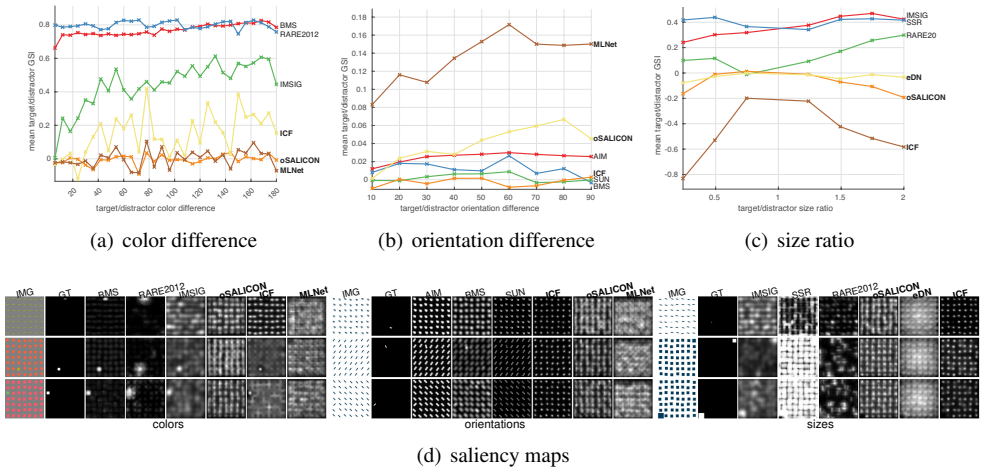 mean target/distractor GSI
0.8
0.6
0.4
0.2
0
20 40 60 80 100 120 140 160 180
target/distractor color difference
BMS
RARE2012
IMSIG
ICF
oSALICON
MLNet
(a) color difference
mean target/distractor GSI
0.16
0.14
0.12
0.1
0.08
0.06
0.04
0.02
0
10 20 30 40 50 60 70 80 90
target/distractor orientation difference
MLNet
oSALICON
AIM
ICF
SUN
BMS
(b) orientation difference
mean target/distractor GSI
0.4
0.2
0
-0.2
-0.4
-0.6
-0.8
0.5 1 1.5 2
target/distractor size ratio
IMSIG
SSR
RARE20
eDN
oSALICON
ICF
(c) size ratio
IMG GT BMS RARE2012 IMSIG oSALICON ICF MLNet
colors
IMG GT AIM BMS SUN ICF oSALICON MLNet
orientations
IMG GT IMSIG SSR RARE2012 oSALICON eDN ICF
sizes
(d) saliency maps